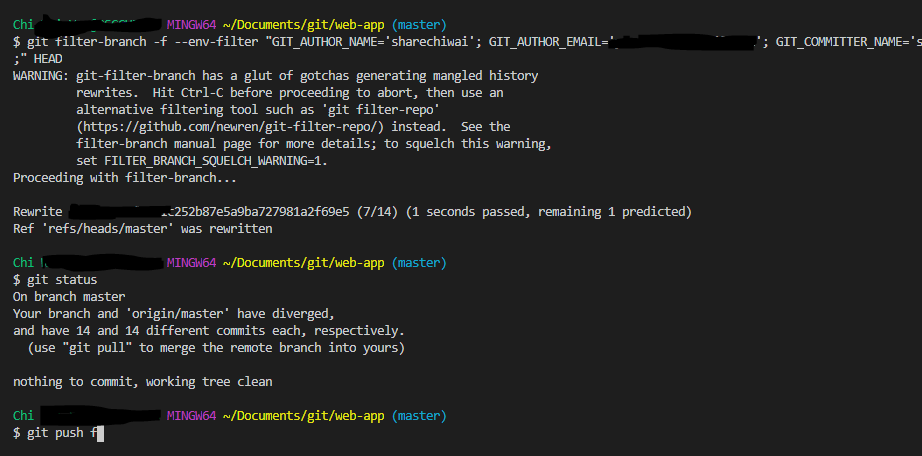 Chi MINGW64 ~/Documents/git/web-app (master)
$ git filter-branch -f --env-filter "GIT_AUTHOR_NAME='sharechiwai'; GIT_AUTHOR_EMAIL=' '; GIT_COMMITTER_NAME='s
;" HEAD
WARNING: git-filter-branch has a glut of gotchas generating mangled history
rewrites. Hit Ctrl-C before proceeding to abort, then use an
alternative filtering tool such as 'git filter-repo'
(https://github.com/newren/git-filter-repo/) instead. See the
filter-branch manual page for more details; to squelch this warning,
set FILTER_BRANCH_SQUELCH_WARNING=1.
Proceeding with filter-branch...
Rewrite c252b87e5a9ba727981a2f69e5 (7/14) (1 seconds passed, remaining 1 predicted)
Ref 'refs/heads/master' was rewritten
Chi MINGW64 ~/Documents/git/web-app (master)
$ git status
On branch master
Your branch and 'origin/master' have diverged,
and have 14 and 14 different commits each, respectively.
(use "git pull" to merge the remote branch into yours)
nothing to commit, working tree clean
Chi MINGW64 ~/Documents/git/web-app (master)
$ git push f